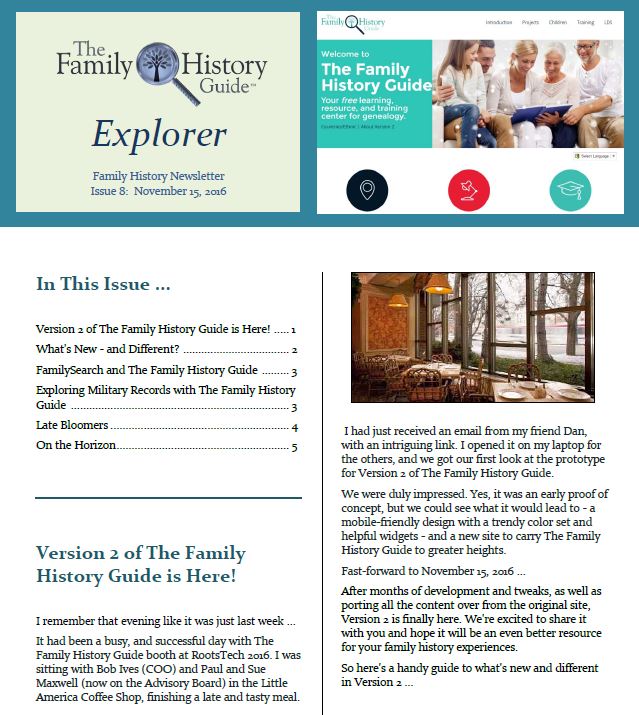 The
Family History
Guide™
Explorer
Family History Newsletter
Issue 8:  November 15, 2016
The
Family History
Guide
Introduction Projects Children Training LDS
Welcome to
The Family
History Guide
Your free learning,
resource, and training
center for genealogy.
About Version 2
Select Language
In This Issue ...
Version 2 of The Family History Guide is Here! ..... 1
What's New - and Different? .................................. 2
FamilySearch and The Family History Guide ......... 3
Exploring Military Records with The Family History
Guide ..................................................................... 3
Late Bloomers ......................................................... 4
On the Horizon....................................................... 5
Version 2 of The Family
History Guide is Here!
I remember that evening like it was just last week ...
It had been a busy, and successful day with The
Family History Guide booth at RootsTech 2016. I was
sitting with Bob Ives (COO) and Paul and Sue
Maxwell (now on the Advisory Board) in the Little
America Coffee Shop, finishing a late and tasty meal.
I had just received an email from my friend Dan,
with an intriguing link. I opened it on my laptop for
the others, and we got our first look at the prototype
for Version 2 of The Family History Guide.
We were duly impressed. Yes, it was an early proof of
concept, but we could see what it would lead to - a
mobile-friendly design with a trendy color set and
helpful widgets - and a new site to carry The Family
History Guide to greater heights.
Fast-forward to November 15, 2016 ...
After months of development and tweaks, as well as
porting all the content over from the original site,
Version 2 is finally here. We're excited to share it
with you and hope it will be an even better resource
for your family history experiences.
So here's a handy guide to what's new and different
in Version 2 ...